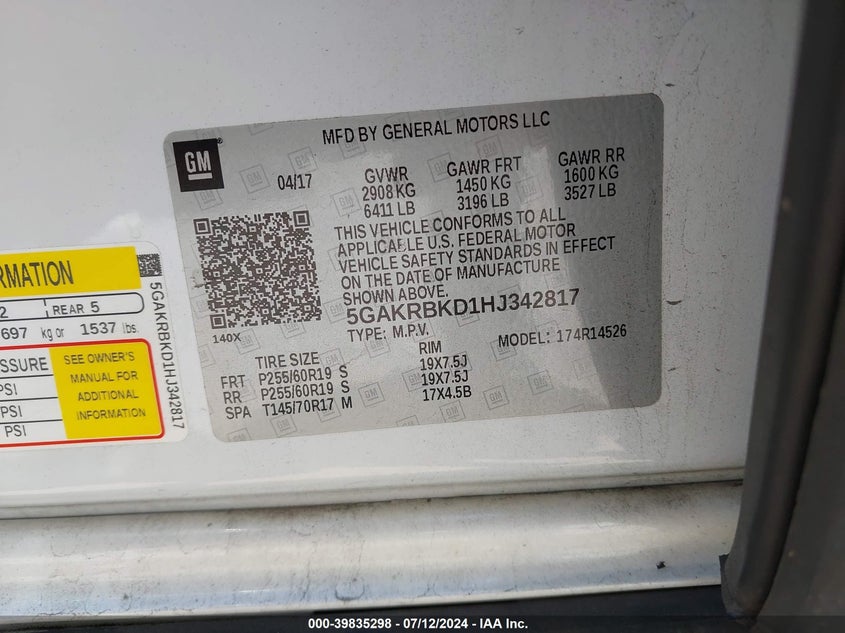 MFD BY GENERAL MOTORS LLC
GM
04/17
GVWR
2908 KG
6411 LB
GAWR FRT
1450 KG
3196 LB
GAWR RR
1600 KG
3527 LB
THIS VEHICLE CONFORMS TO ALL
APPLICABLE U.S. FEDERAL MOTOR
VEHICLE SAFETY STANDARDS IN EFFECT
ON THE DATE OF MANUFACTURE
SHOWN ABOVE.
5GAKRBKD1HJ342817
140X
TYPE: M.P.V.
MODEL: 174R14526
TIRE SIZE RIM
FRT P255/60R19 S 19X7.5J
RR P255/60R19 S 19X7.5J
SPA T145/70R17 M 17X4.5B
RMATION
2 REAR 5
697 kg or 1537 lbs.
ESSURE
PSI
PSI
PSI
SEE OWNER'S
MANUAL FOR
ADDITIONAL
INFORMATION
5GAKRBKD1HJ342817
000-39835298 - 07/12/2024 - IAA Inc.